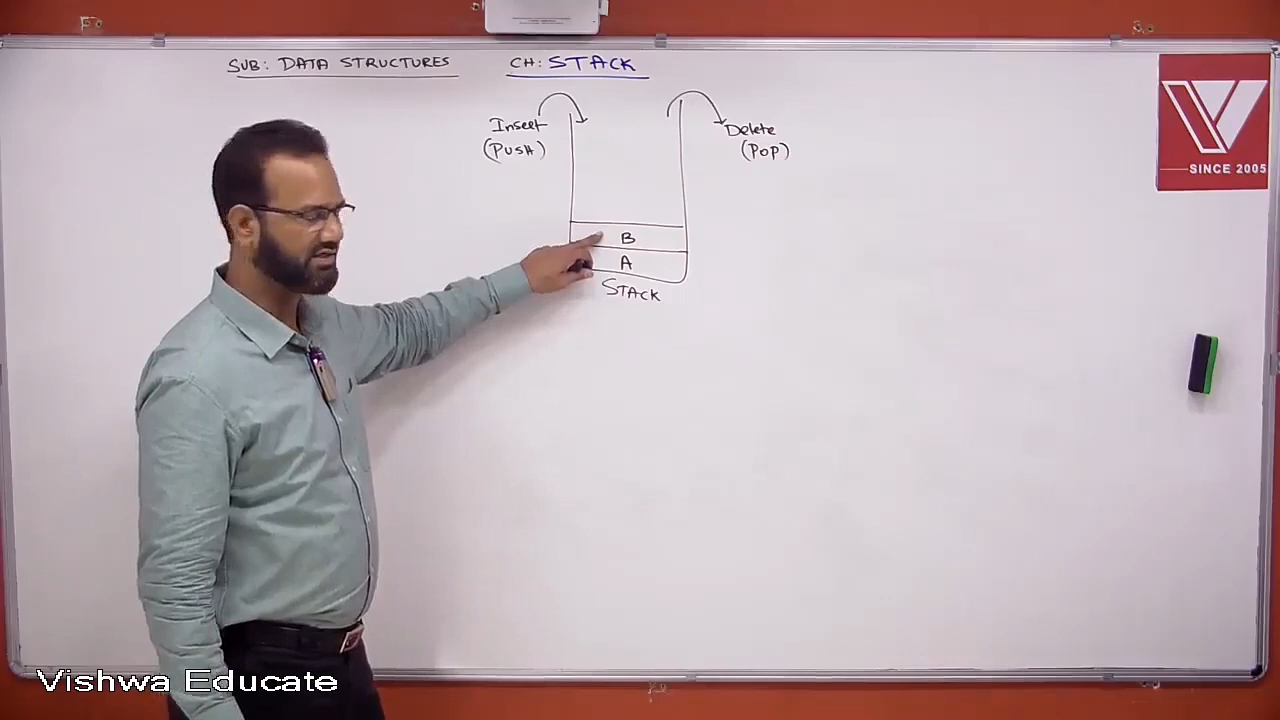 SUB: DATA STRUCTURES CH: STACK
Insert
(PUSH)
Delete
(POP)
B
A
STACK
V
SINCE 2005
Vishwa Educate